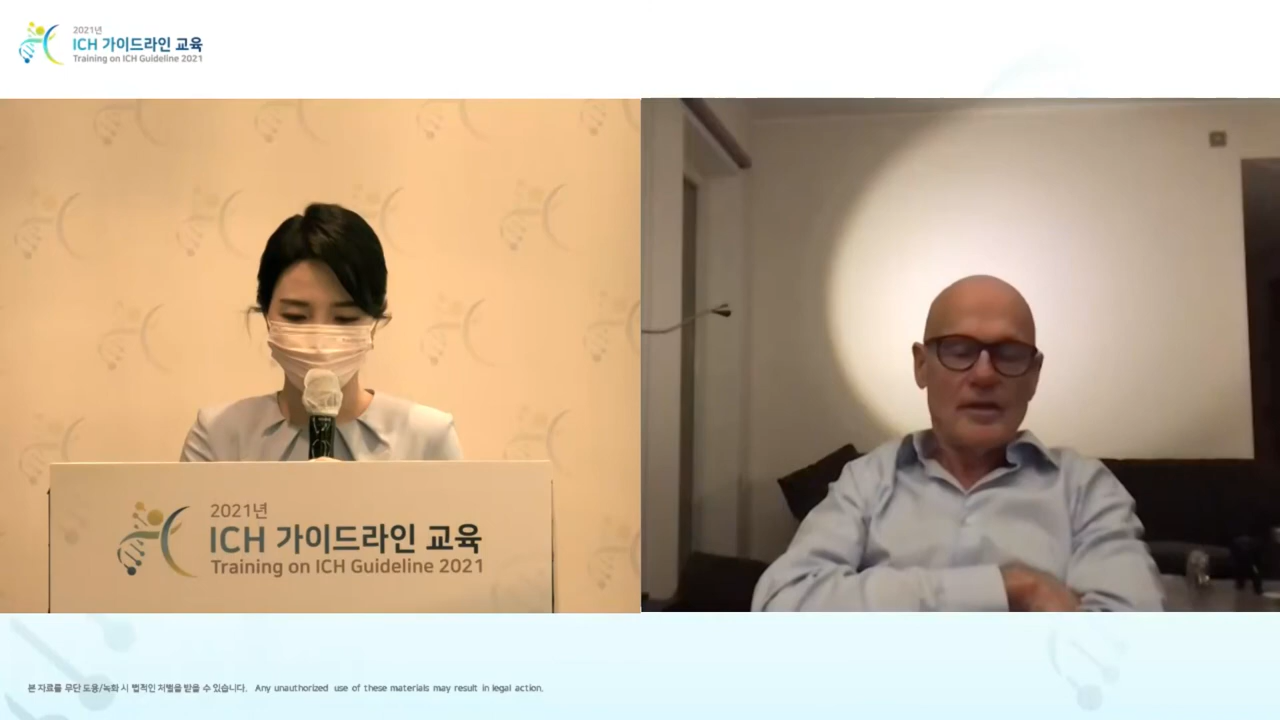 2021년
ICH 가이드라인 교육
Training on ICH Guideline 2021
2021년
ICH 가이드라인 교육
Training on ICH Guideline 2021
본 자료를 무단 도용/녹화 시 법적인 처벌을 받을 수 있습니다. Any unauthorized use of these materials may result in legal action.